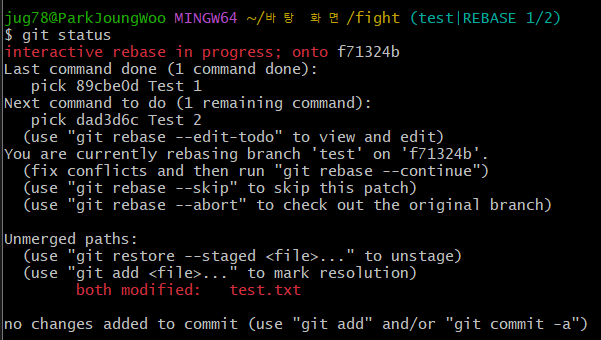 jug78@ParkJoungWoo MINGW64 ~/바탕 화면/fight (test|REBASE 1/2)
$ git status
interactive rebase in progress; onto f71324b
Last command done (1 command done):
   pick 89cbe0d Test 1
Next command to do (1 remaining command):
   pick dad3d6c Test 2
  (use "git rebase --edit-todo" to view and edit)
You are currently rebasing branch 'test' on 'f71324b'.
  (fix conflicts and then run "git rebase --continue")
  (use "git rebase --skip" to skip this patch)
  (use "git rebase --abort" to check out the original branch)

Unmerged paths:
  (use "git restore --staged <file>..." to unstage)
  (use "git add <file>..." to mark resolution)
        both modified:   test.txt

no changes added to commit (use "git add" and/or "git commit -a")